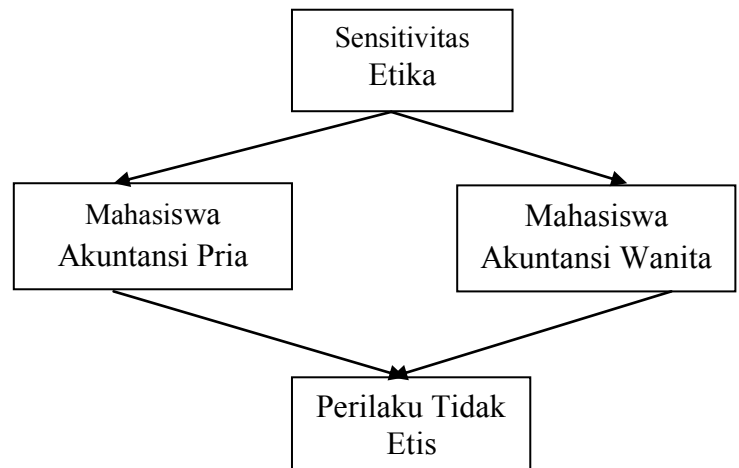 Sensitivitas
Etika
Mahasiswa
Akuntansi Pria
Mahasiswa
Akuntansi Wanita
Perilaku Tidak
Etis